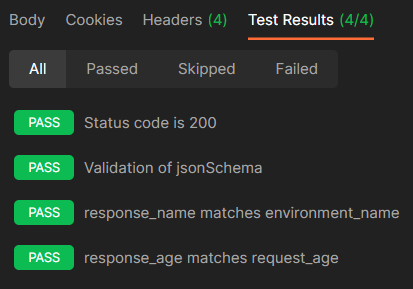 Body Cookies Headers (4) Test Results (4/4)
All Passed Skipped Failed
PASS Status code is 200
PASS Validation of jsonSchema
PASS response_name matches environment_name
PASS response_age matches request_age